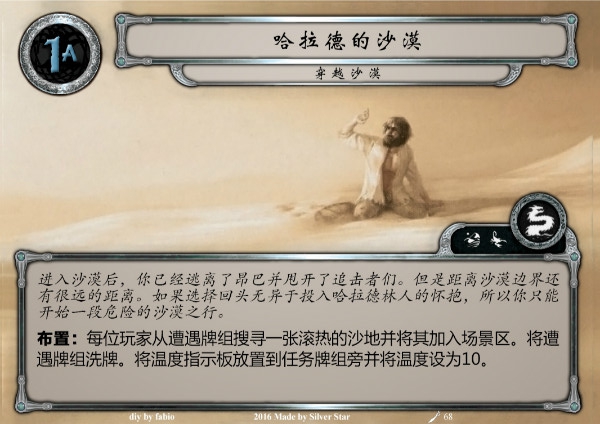 1A
哈拉德的沙漠
穿越沙漠
进入沙漠后，你已经逃离了昂巴并甩开了追击者们。但是距离沙漠边界还
有很远的距离。如果选择回头无异于投入哈拉德林人的怀抱，所以你只能
开始一段危险的沙漠之行。
布置：每位玩家从遭遇牌组搜寻一张滚热的沙地并将其加入场景区。将遭
遇牌组洗牌。将温度指示板放置到任务牌组旁并将温度设为10。
diy by fabio 2016 Made by Silver Star 68